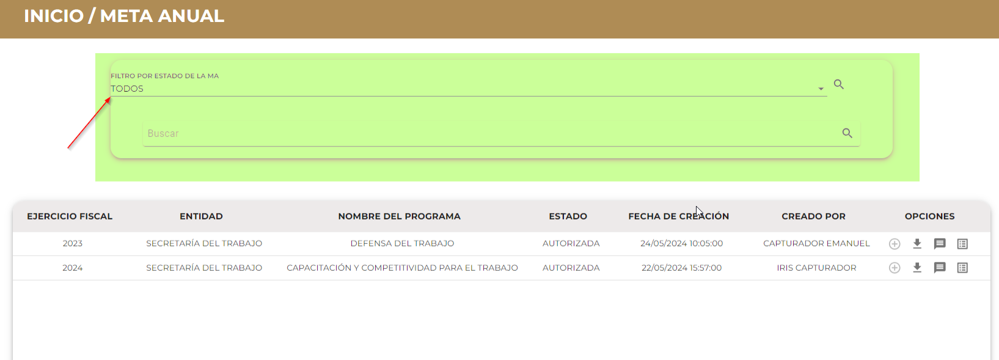 INICIO / META ANUAL
FILTRO POR ESTADO DE LA MA
TODOS
Buscar
EJERCICIO FISCAL ENTIDAD NOMBRE DEL PROGRAMA ESTADO FECHA DE CREACIÓN CREADO POR OPCIONES
2023 SECRETARÍA DEL TRABAJO DEFENSA DEL TRABAJO AUTORIZADA 24/05/2024 10:05:00 CAPTURADOR EMANUEL
2024 SECRETARÍA DEL TRABAJO CAPACITACIÓN Y COMPETITIVIDAD PARA EL TRABAJO AUTORIZADA 22/05/2024 15:57:00 IRIS CAPTURADOR